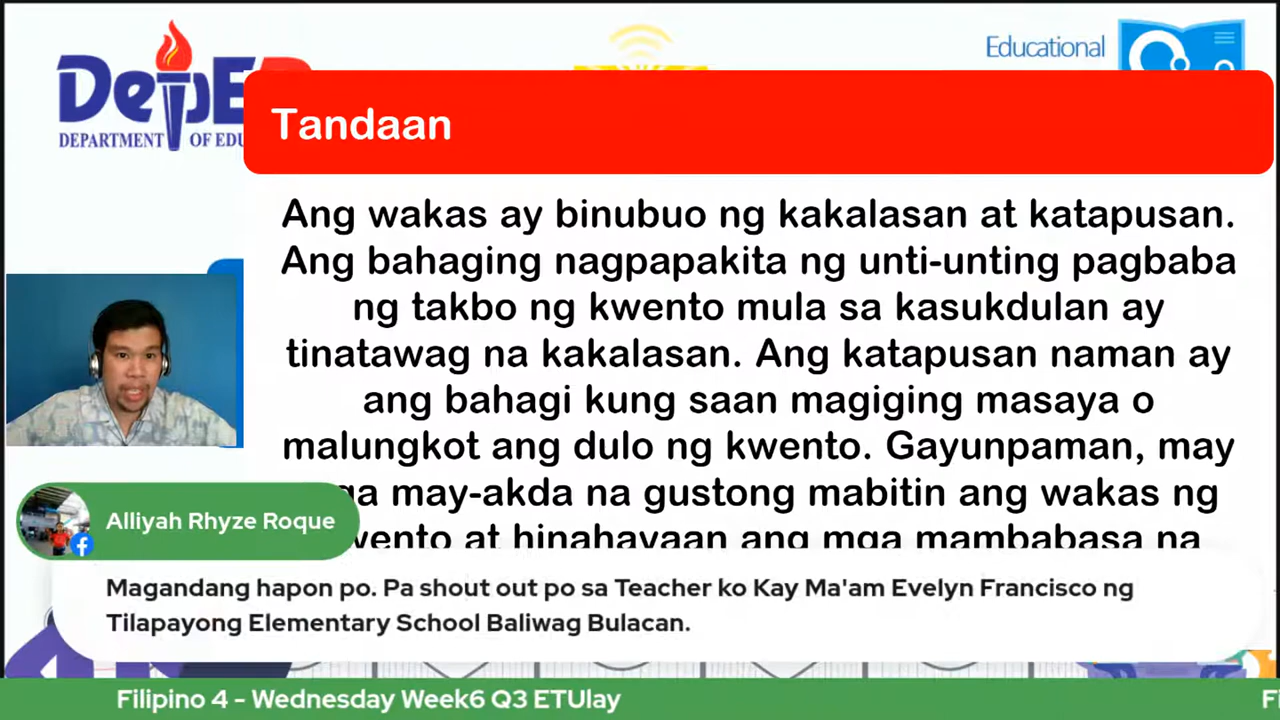 DepED
DEPARTMENT OF EDU
Educational
Tandaan
Ang wakas ay binubuo ng kakalasan at katapusan.
Ang bahaging nagpapakita ng unti-unting pagbaba
ng takbo ng kwento mula sa kasukdulan ay
tinatawag na kakalasan. Ang katapusan naman ay
ang bahagi kung saan magiging masaya o
malungkot ang dulo ng kwento. Gayunpaman, may
may-akda na gustong mabitin ang wakas ng
at hinahayaan ang mga mambabasa na
Alliyah Rhyze Roque
Magandang hapon po. Pa shout out po sa Teacher ko Kay Ma'am Evelyn Francisco ng
Tilapayong Elementary School Baliwag Bulacan.
Filipino 4 - Wednesday Week6 Q3 ETUlay